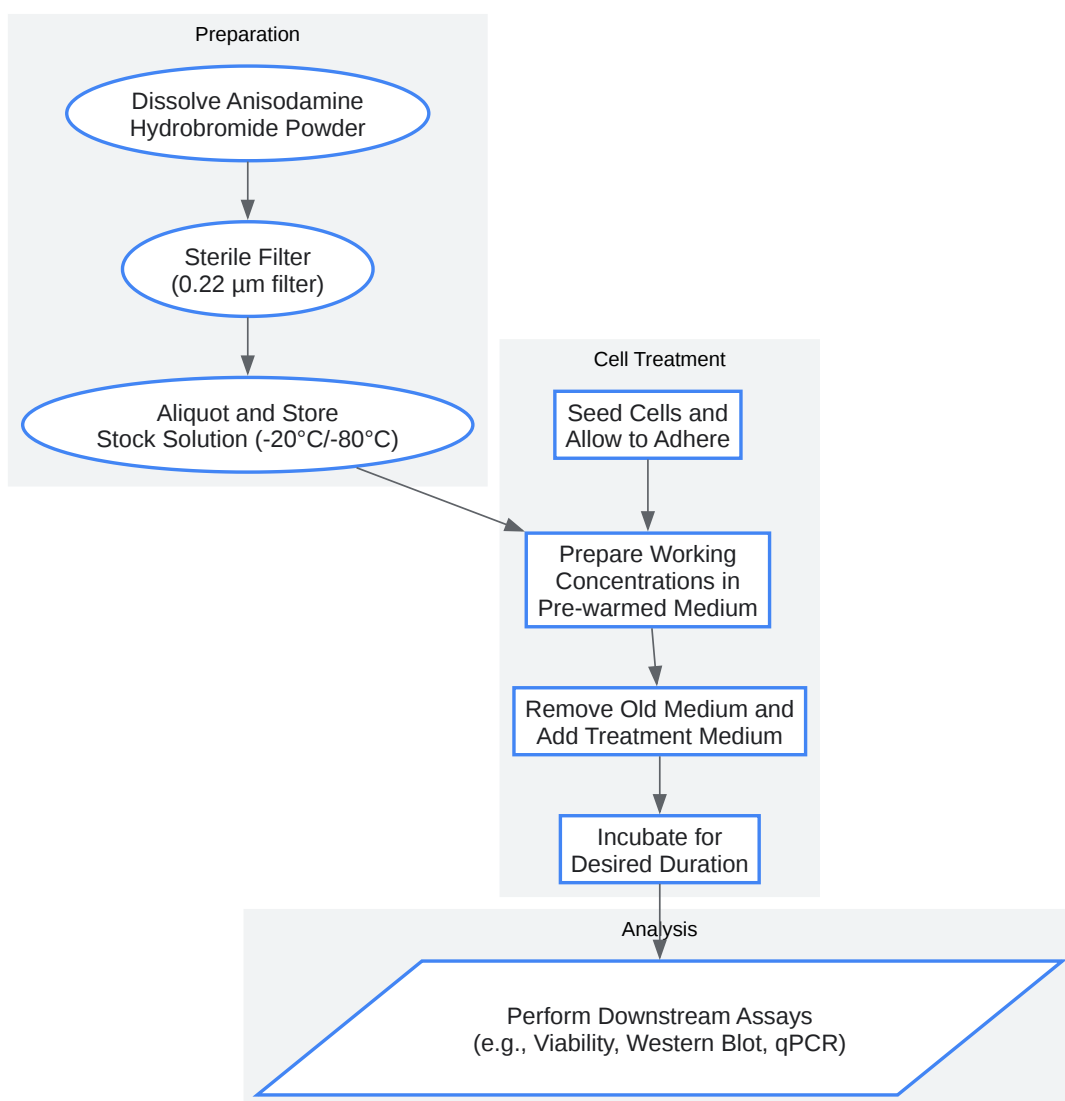 Preparation
Dissolve Anisodamine
Hydrobromide Powder
Sterile Filter
(0.22 µm filter)
Aliquot and Store
Stock Solution (-20°C/-80°C)
Cell Treatment
Seed Cells and
Allow to Adhere
Prepare Working
Concentrations in
Pre-warmed Medium
Remove Old Medium and
Add Treatment Medium
Incubate for
Desired Duration
Analysis
Perform Downstream Assays
(e.g., Viability, Western Blot, qPCR)